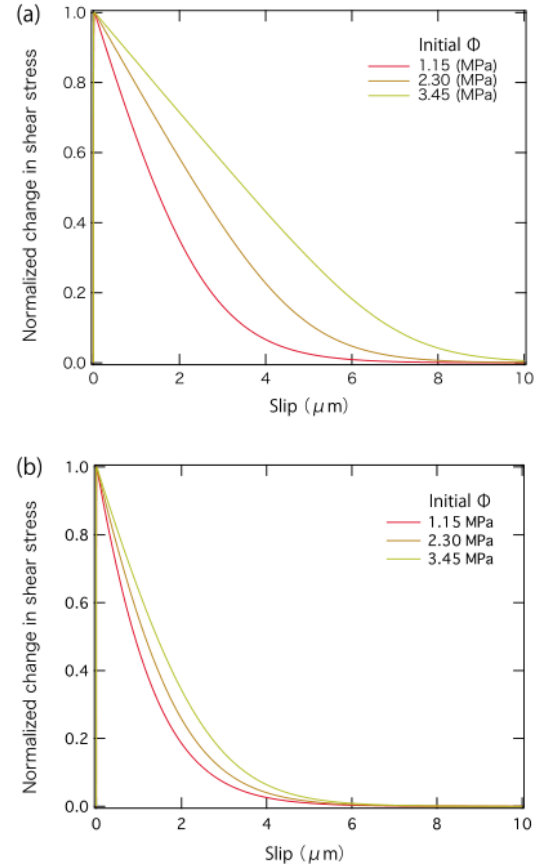 (a)
1.0
0.8
0.6
0.4
0.2
0.0
Normalized change in shear stress
Initial Φ
1.15 (MPa)
2.30 (MPa)
3.45 (MPa)
0 2 4 6 8 10
Slip (μm)
(b)
1.0
0.8
0.6
0.4
0.2
0.0
Normalized change in shear stress
Initial Φ
1.15 MPa
2.30 MPa
3.45 MPa
0 2 4 6 8 10
Slip (μm)